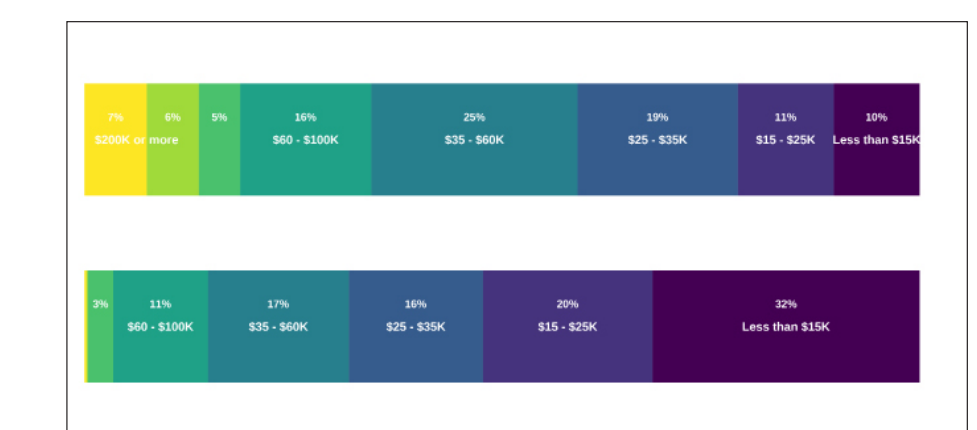 7% 6% 5% 16% 25% 19% 11% 10%
$200K or more $60 - $100K $35 - $60K $25 - $35K $15 - $25K Less than $15K
3% 11% 17% 16% 20% 32%
$60 - $100K $35 - $60K $25 - $35K $15 - $25K Less than $15K